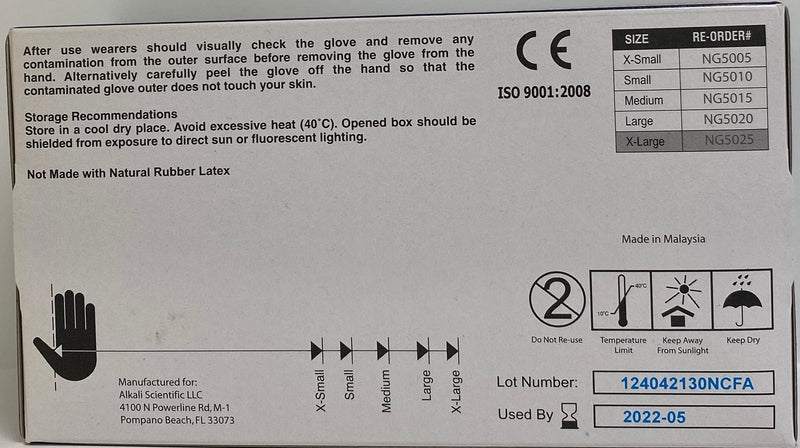 After use wearers should visually check the glove and remove any
contamination from the outer surface before removing the glove from the
hand. Alternatively carefully peel the glove off the hand so that the
contaminated glove outer does not touch your skin.
Storage Recommendations
Store in a cool dry place. Avoid excessive heat (40˚C). Opened box should be
shielded from exposure to direct sun or fluorescent lighting.
Not Made with Natural Rubber Latex
CE
ISO 9001:2008
SIZE RE-ORDER#
X-Small NG5005
Small NG5010
Medium NG5015
Large NG5020
X-Large NG5025
Made in Malaysia
2
10°C
40°C
Do Not Re-use
Temperature
Limit
Keep Away
From Sunlight
Keep Dry
X-Small
Small
Medium
Large
X-Large
Manufactured for:
Alkali Scientific LLC
4100 N Powerline Rd, M-1
Pompano Beach, FL 33073
Lot Number: 124042130NCFA
Used By 2022-05